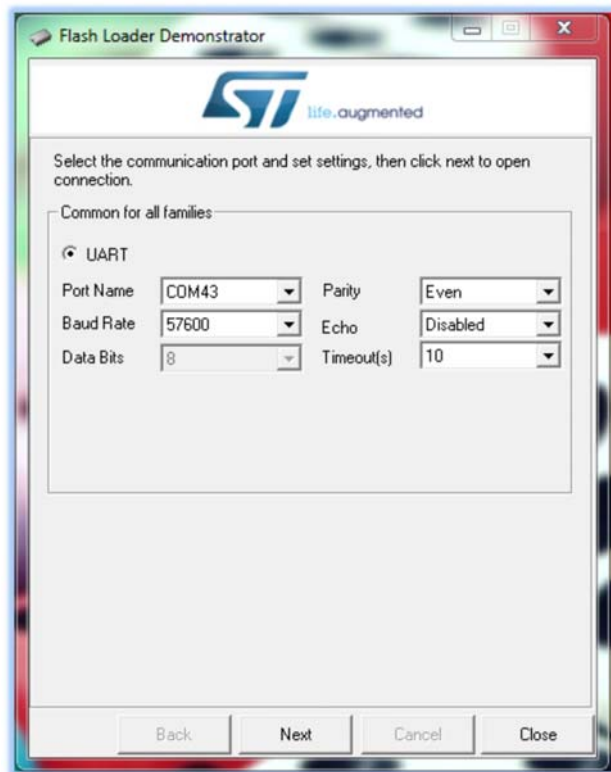 Flash Loader Demonstrator
ST life.augmented
Select the communication port and set settings, then click next to open
connection.
Common for all families
UART
Port Name COM43 Parity Even
Baud Rate 57600 Echo Disabled
Data Bits 8 Timeout(s) 10
Back Next Cancel Close